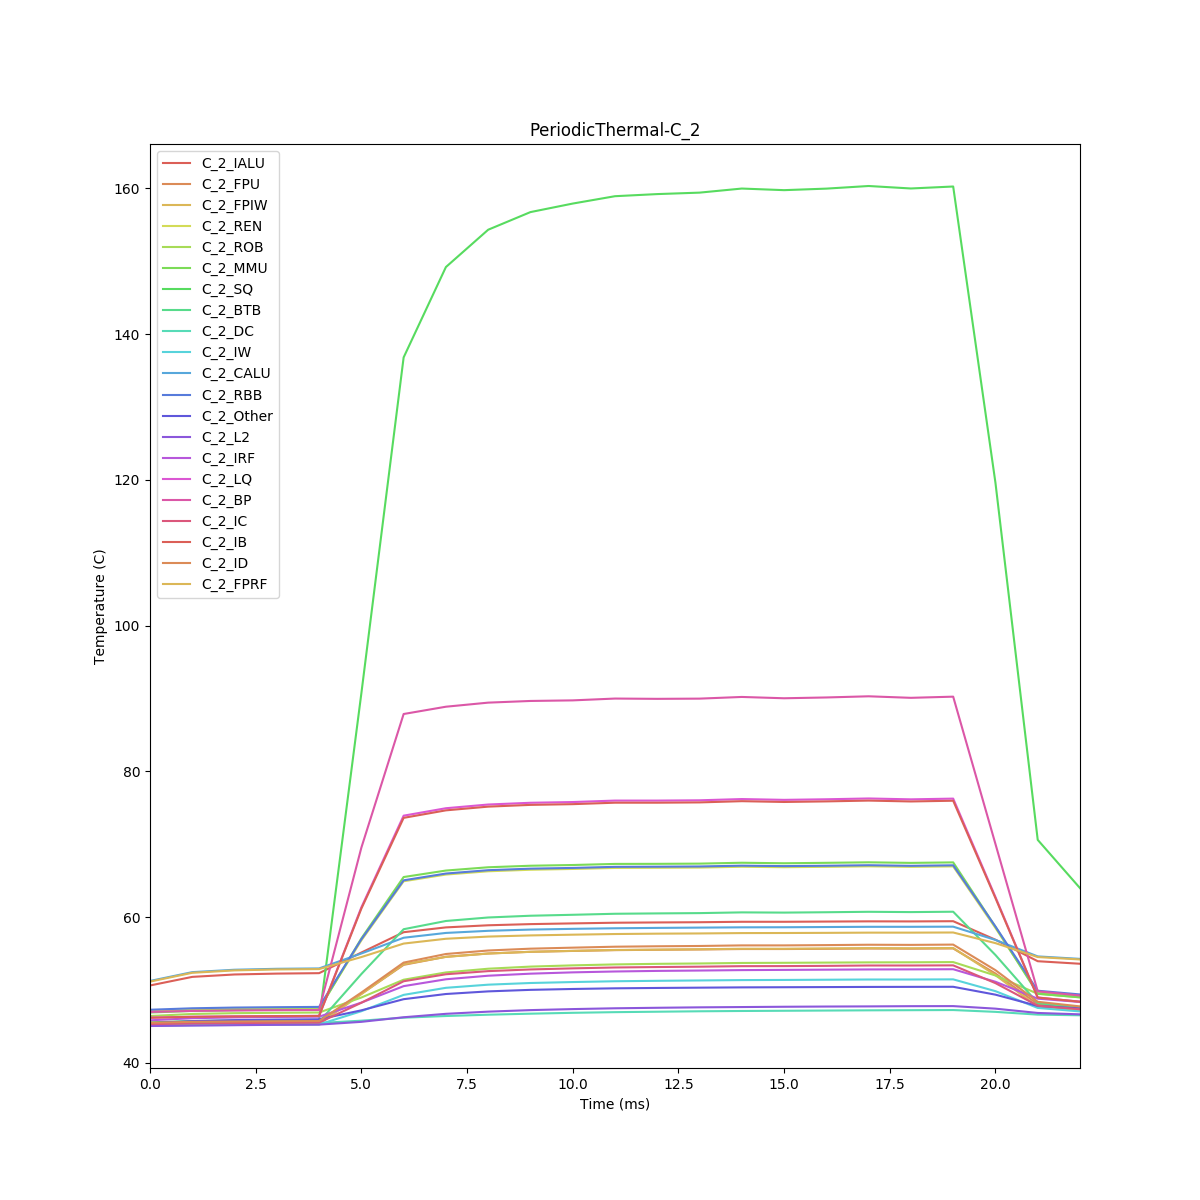 PeriodicThermal-C_2
C_2_IALU
C_2_FPU
C_2_FPIW
C_2_REN
C_2_ROB
C_2_MMU
C_2_SQ
C_2_BTB
C_2_DC
C_2_IW
C_2_CALU
C_2_RBB
C_2_Other
C_2_L2
C_2_IRF
C_2_LQ
C_2_BP
C_2_IC
C_2_IB
C_2_ID
C_2_FPRF
Temperature (C)
160
140
120
100
80
60
40
0.0 2.5 5.0 7.5 10.0 12.5 15.0 17.5 20.0
Time (ms)